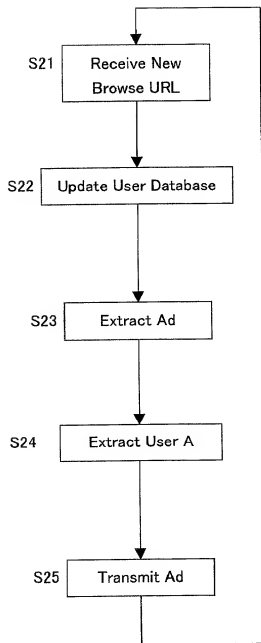 S21 Receive New
Browse URL
S22 Update User Database
S23 Extract Ad
S24 Extract User A
S25 Transmit Ad